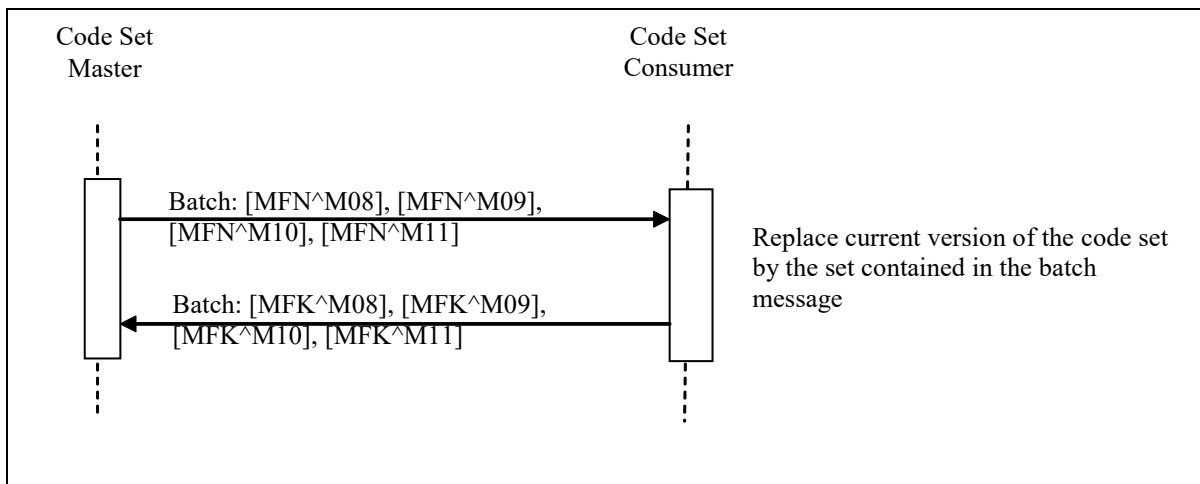 Code Set
Master
Code Set
Consumer
Batch: [MFN^M08], [MFN^M09],
[MFN^M10], [MFN^M11]
Replace current version of the code set
by the set contained in the batch
message
Batch: [MFK^M08], [MFK^M09],
[MFK^M10], [MFK^M11]